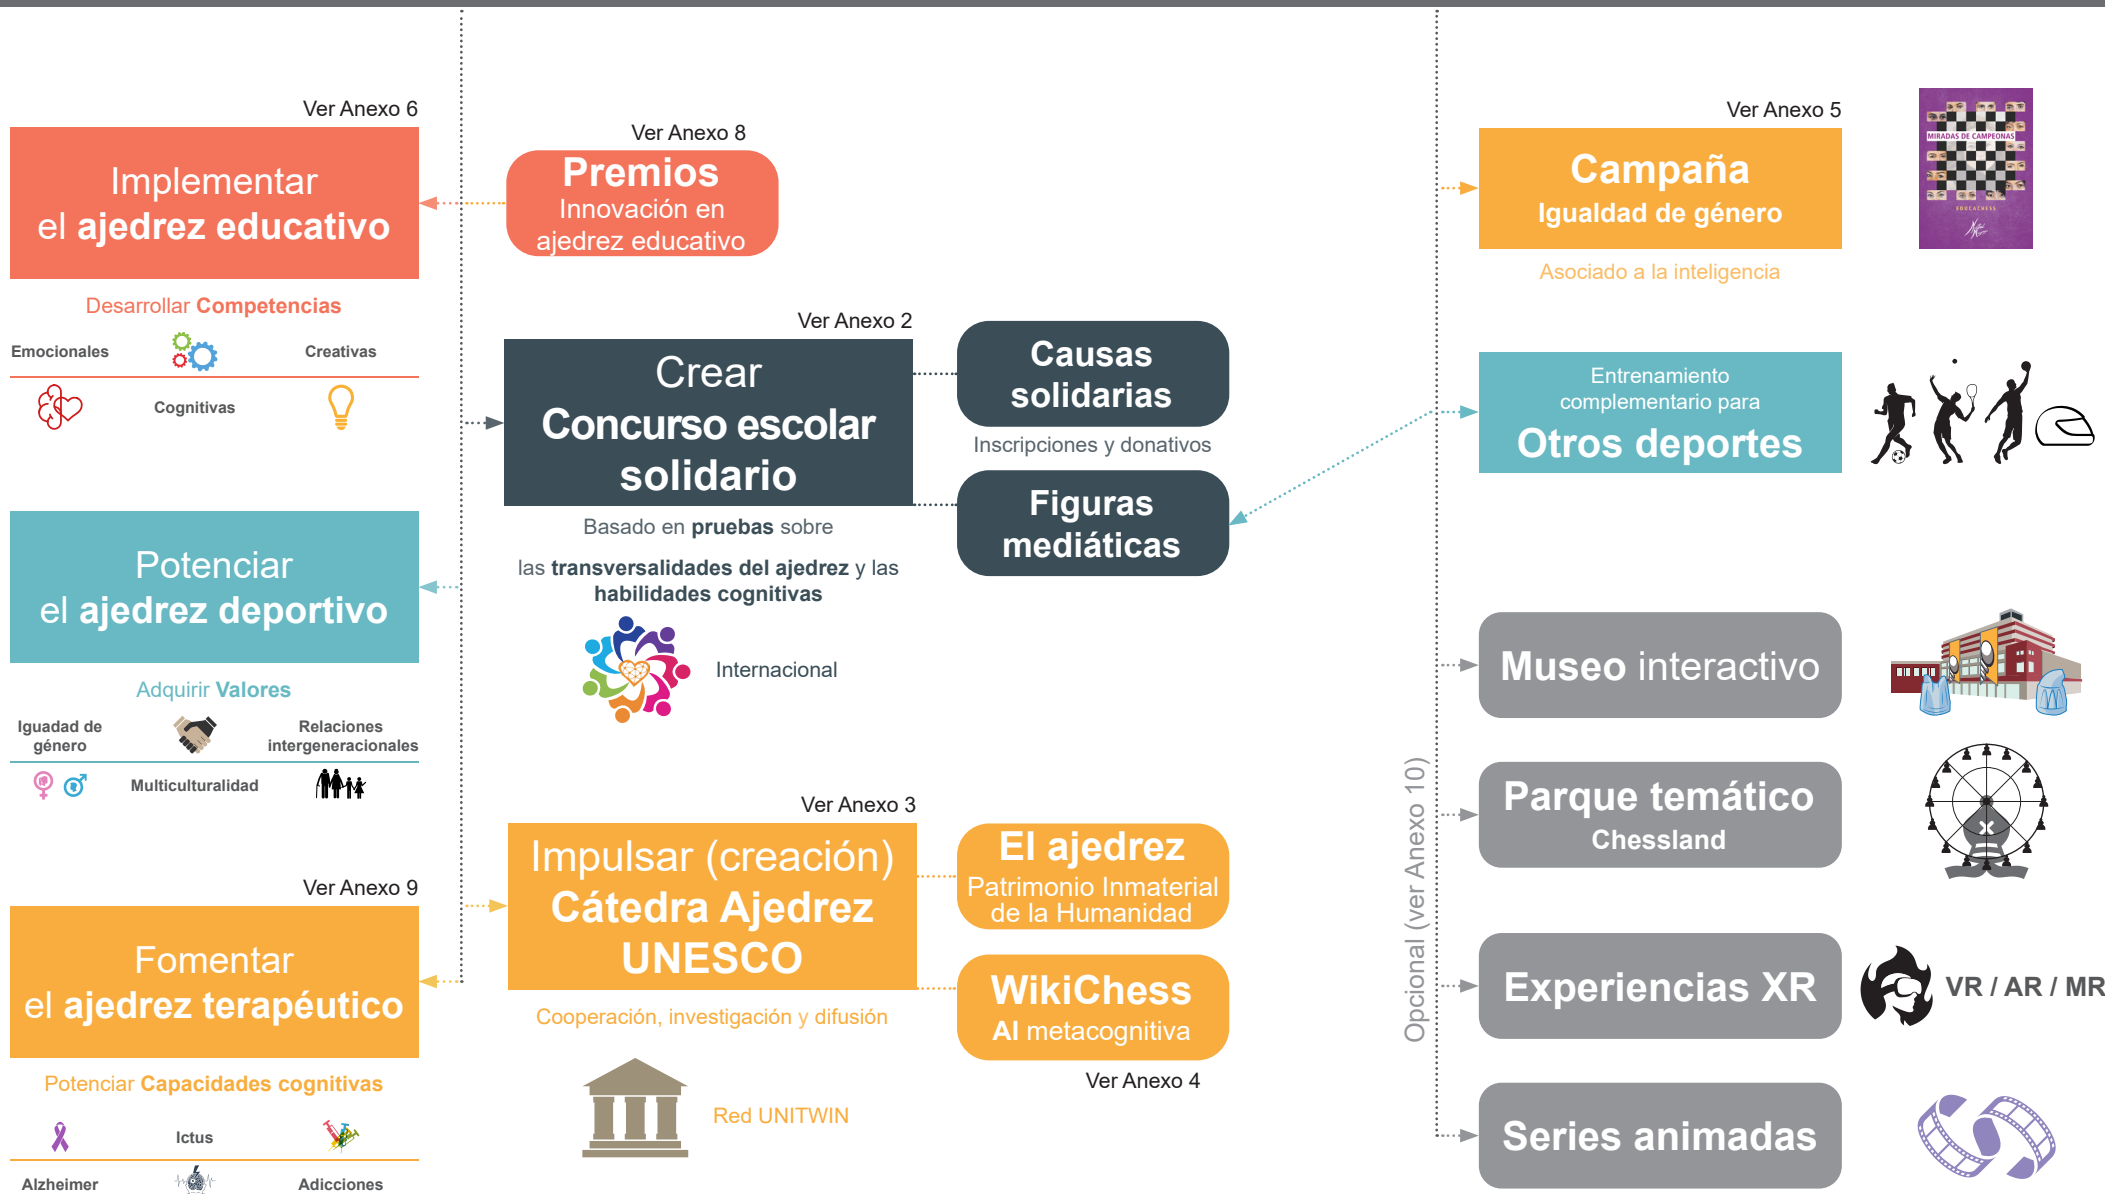 Ver Anexo 6
Implementar
el ajedrez educativo
Desarrollar Competencias
Emocionales
Creativas
Cognitivas
Potenciar
el ajedrez deportivo
Adquirir Valores
Iguadad de
género
Relaciones
intergeneracionales
Multiculturalidad
Ver Anexo 9
Fomentar
el ajedrez terapéutico
Potenciar Capacidades cognitivas
Ictus
Alzheimer
Adicciones
Ver Anexo 8
Premios
Innovación en
ajedrez educativo
Ver Anexo 2
Crear
Concurso escolar
solidario
Basado en pruebas sobre
las transversalidades del ajedrez y las
habilidades cognitivas
Internacional
Causas
solidarias
Inscripciones y donativos
Figuras
mediáticas
Ver Anexo 3
Impulsar (creación)
Cátedra Ajedrez
UNESCO
Cooperación, investigación y difusión
Red UNITWIN
El ajedrez
Patrimonio Inmaterial
de la Humanidad
WikiChess
AI metacognitiva
Ver Anexo 4
Ver Anexo 5
Campaña
Igualdad de género
Asociado a la inteligencia
MIRADAS DE CAMPEONAS
EDUCACHESS
Entrenamiento
complementario para
Otros deportes
Opcional (ver Anexo 10)
Museo interactivo
Parque temático
Chessland
Experiencias XR
VR / AR / MR
Series animadas